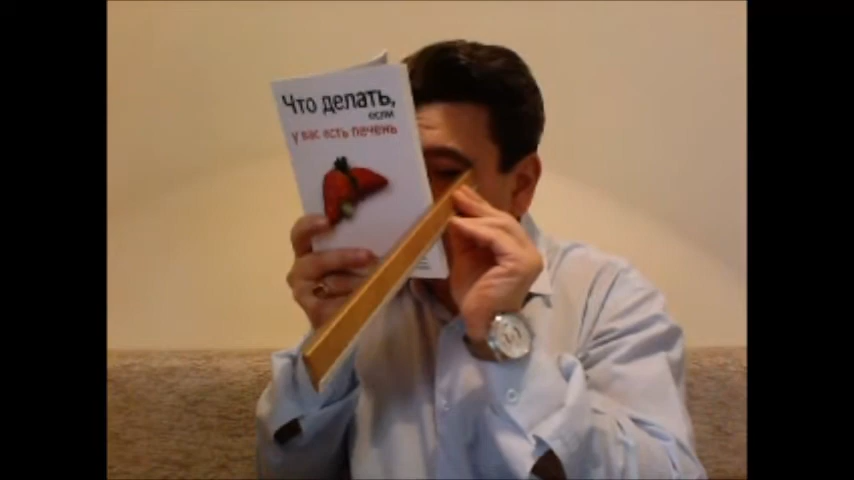 Что делать,
если
у вас есть печень